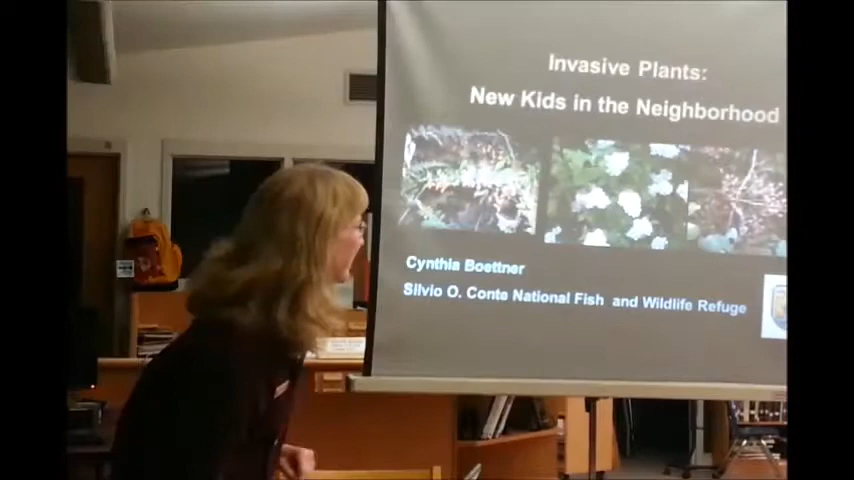 Invasive Plants:
New Kids in the Neighborhood
Cynthia Boettner
Silvio O. Conte National Fish and Wildlife Refuge